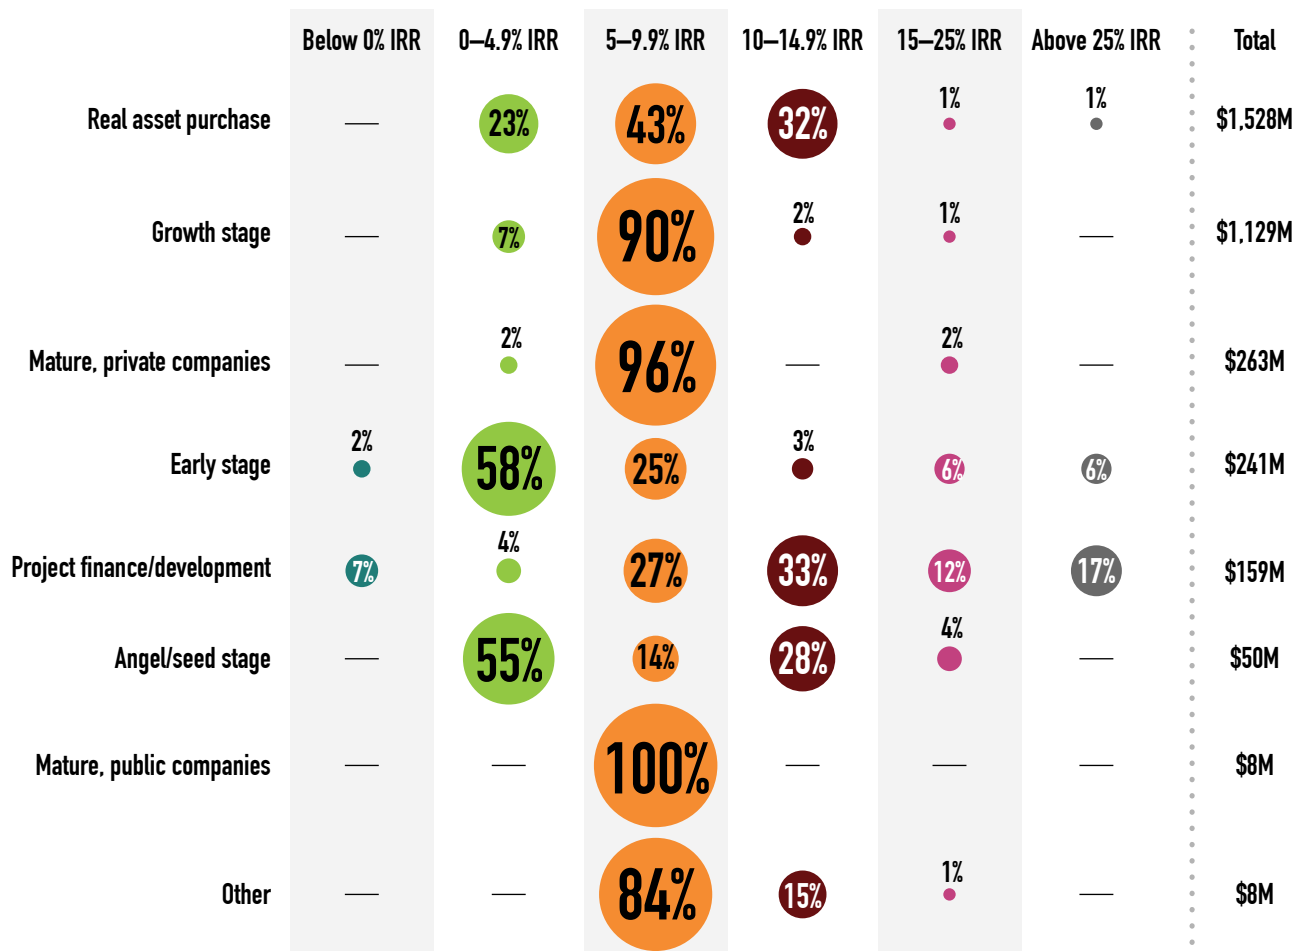 Below 0% IRR 0–4.9% IRR 5–9.9% IRR 10–14.9% IRR 15–25% IRR Above 25% IRR Total
Real asset purchase — 23% 43% 32% 1% 1% $1,528M
Growth stage — 7% 90% 2% 1% — $1,129M
Mature, private companies — 2% 96% — 2% — $263M
Early stage 2% 58% 25% 3% 6% 6% $241M
Project finance/development 7% 4% 27% 33% 12% 17% $159M
Angel/seed stage — 55% 14% 28% 4% — $50M
Mature, public companies — — 100% — — — $8M
Other — — 84% 15% 1% — $8M